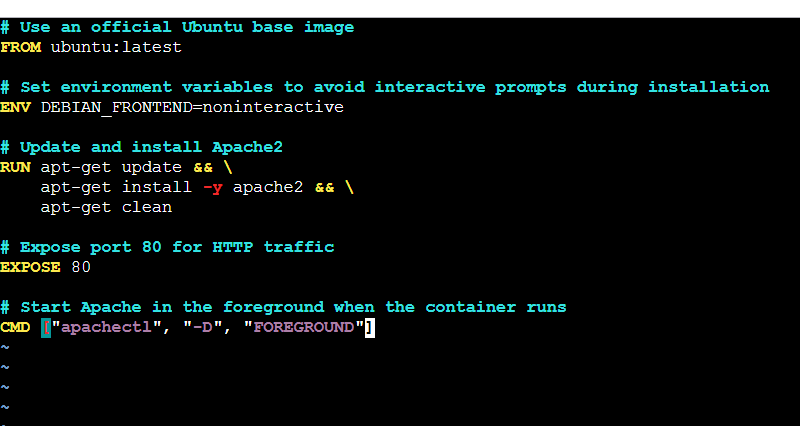 # Use an official Ubuntu base image
FROM ubuntu:latest
# Set environment variables to avoid interactive prompts during installation
ENV DEBIAN_FRONTEND=noninteractive
# Update and install Apache2
RUN apt-get update && \
    apt-get install -y apache2 && \
    apt-get clean
# Expose port 80 for HTTP traffic
EXPOSE 80
# Start Apache in the foreground when the container runs
CMD ["apachectl", "-D", "FOREGROUND"]
~
~
~
~
~